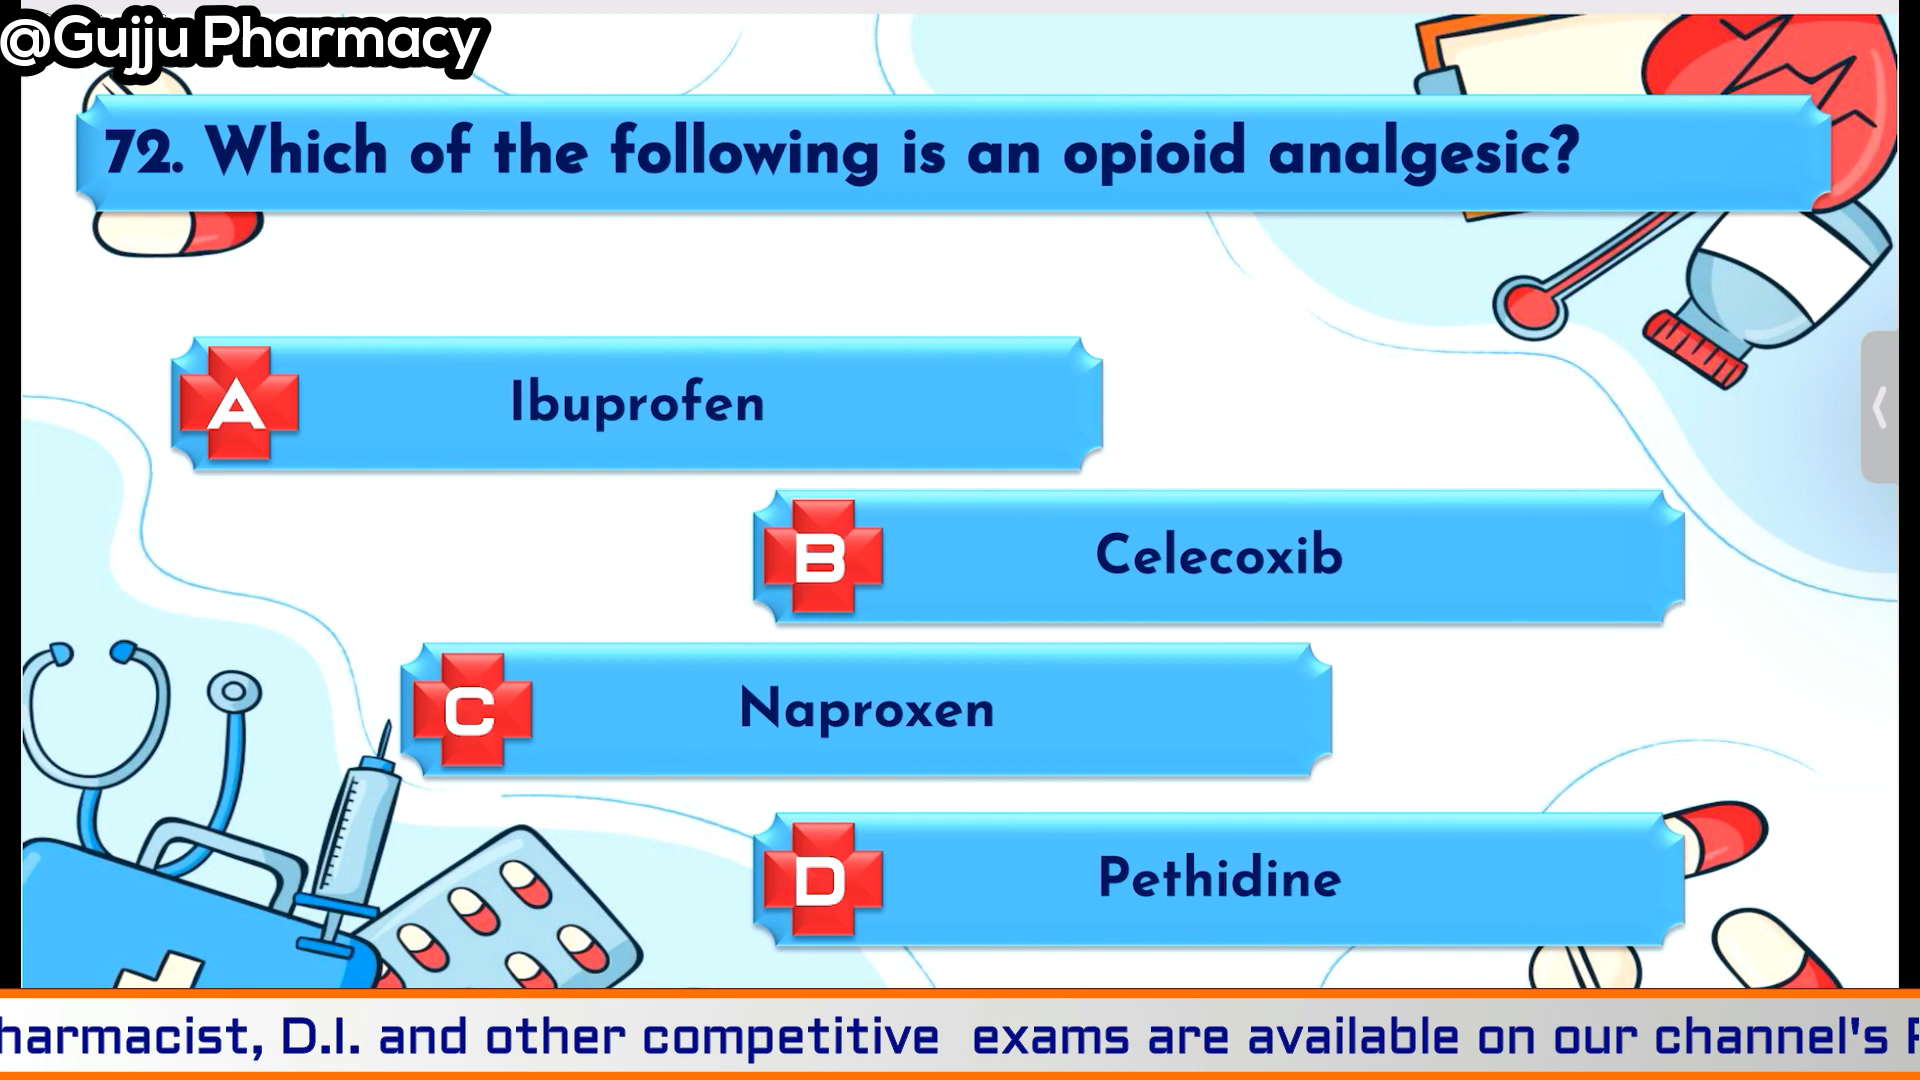 @Gujju Pharmacy
72. Which of the following is an opioid analgesic?
A Ibuprofen
B Celecoxib
C Naproxen
D Pethidine
harmacist, D.I. and other competitive exams are available on our channel's